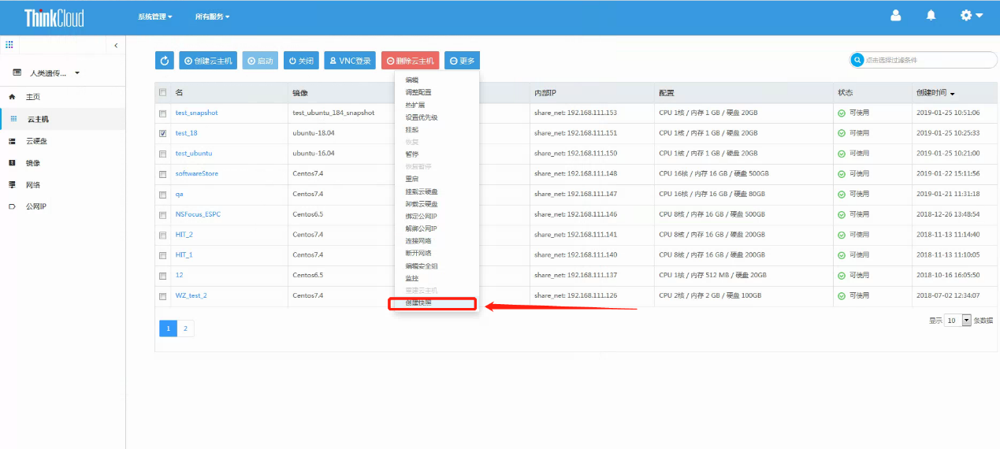 ThinkCloud 系统管理 所有服务
人类遗传...
主页
云主机
云硬盘
镜像
网络
公网IP
创建云主机 启动 关闭 VNC登录 删除云主机 更多
点击选择过滤条件
名 镜像 内部IP 配置 状态 创建时间
test_snapshot test_ubuntu_184_snapshot share_net: 192.168.111.153 CPU 1核 / 内存 1 GB / 硬盘 20GB 可使用 2019-01-25 10:51:06
test_18 ubuntu-18.04 share_net: 192.168.111.151 CPU 1核 / 内存 1 GB / 硬盘 20GB 可使用 2019-01-25 10:25:33
test_ubuntu ubuntu-16.04 share_net: 192.168.111.150 CPU 1核 / 内存 1 GB / 硬盘 20GB 可使用 2019-01-25 10:21:00
softwareStore Centos7.4 share_net: 192.168.111.148 CPU 16核 / 内存 16 GB / 硬盘 500GB 可使用 2019-01-22 15:11:56
qa Centos7.4 share_net: 192.168.111.147 CPU 16核 / 内存 16 GB / 硬盘 80GB 可使用 2019-01-21 11:31:18
NSFocus_ESPC Centos6.5 share_net: 192.168.111.146 CPU 8核 / 内存 16 GB / 硬盘 500GB 可使用 2018-12-26 13:48:54
HIT_2 Centos7.4 share_net: 192.168.111.141 CPU 8核 / 内存 16 GB / 硬盘 200GB 可使用 2018-11-13 11:14:40
HIT_1 Centos7.4 share_net: 192.168.111.140 CPU 8核 / 内存 16 GB / 硬盘 200GB 可使用 2018-11-13 11:10:05
12 Centos6.5 share_net: 192.168.111.137 CPU 1核 / 内存 512 MB / 硬盘 20GB 可使用 2018-10-16 16:05:50
WZ_test_2 Centos7.4 share_net: 192.168.111.126 CPU 2核 / 内存 2 GB / 硬盘 100GB 可使用 2018-07-02 12:34:07
编辑
调整配置
热扩展
设置优先级
挂起
恢复
暂停
恢复暂停
重启
挂载云硬盘
卸载云硬盘
绑定公网IP
解绑公网IP
连接网络
断开网络
编辑安全组
监控
重建云主机
创建快照
1 2
显示 10 条数据